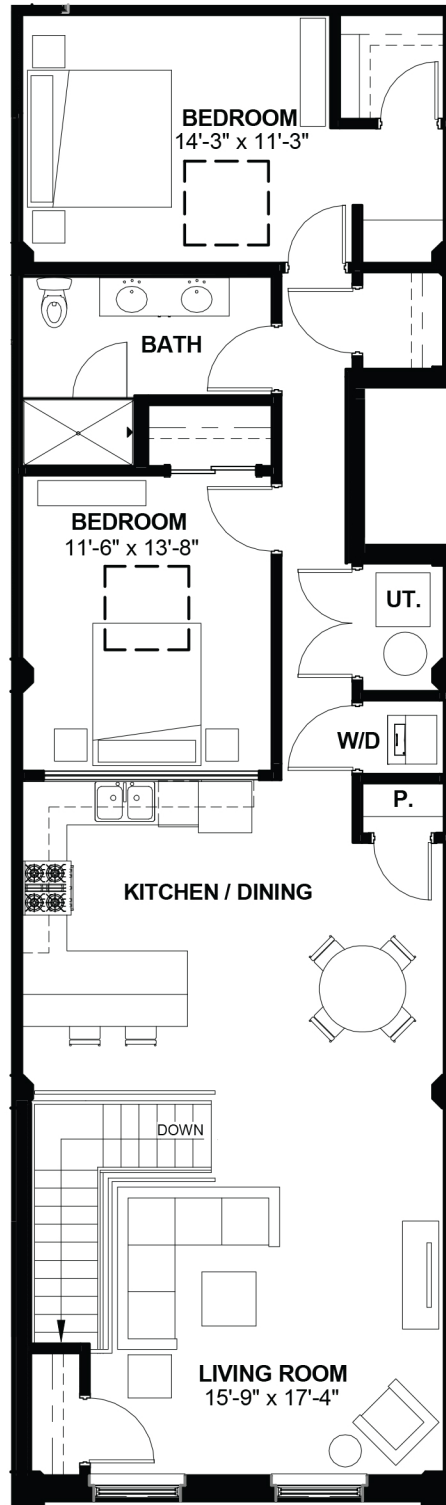 BEDROOM
14'-3" x 11'-3"
BATH
BEDROOM
11'-6" x 13'-8"
UT.
W/D
P.
KITCHEN / DINING
DOWN
LIVING ROOM
15'-9" x 17'-4"